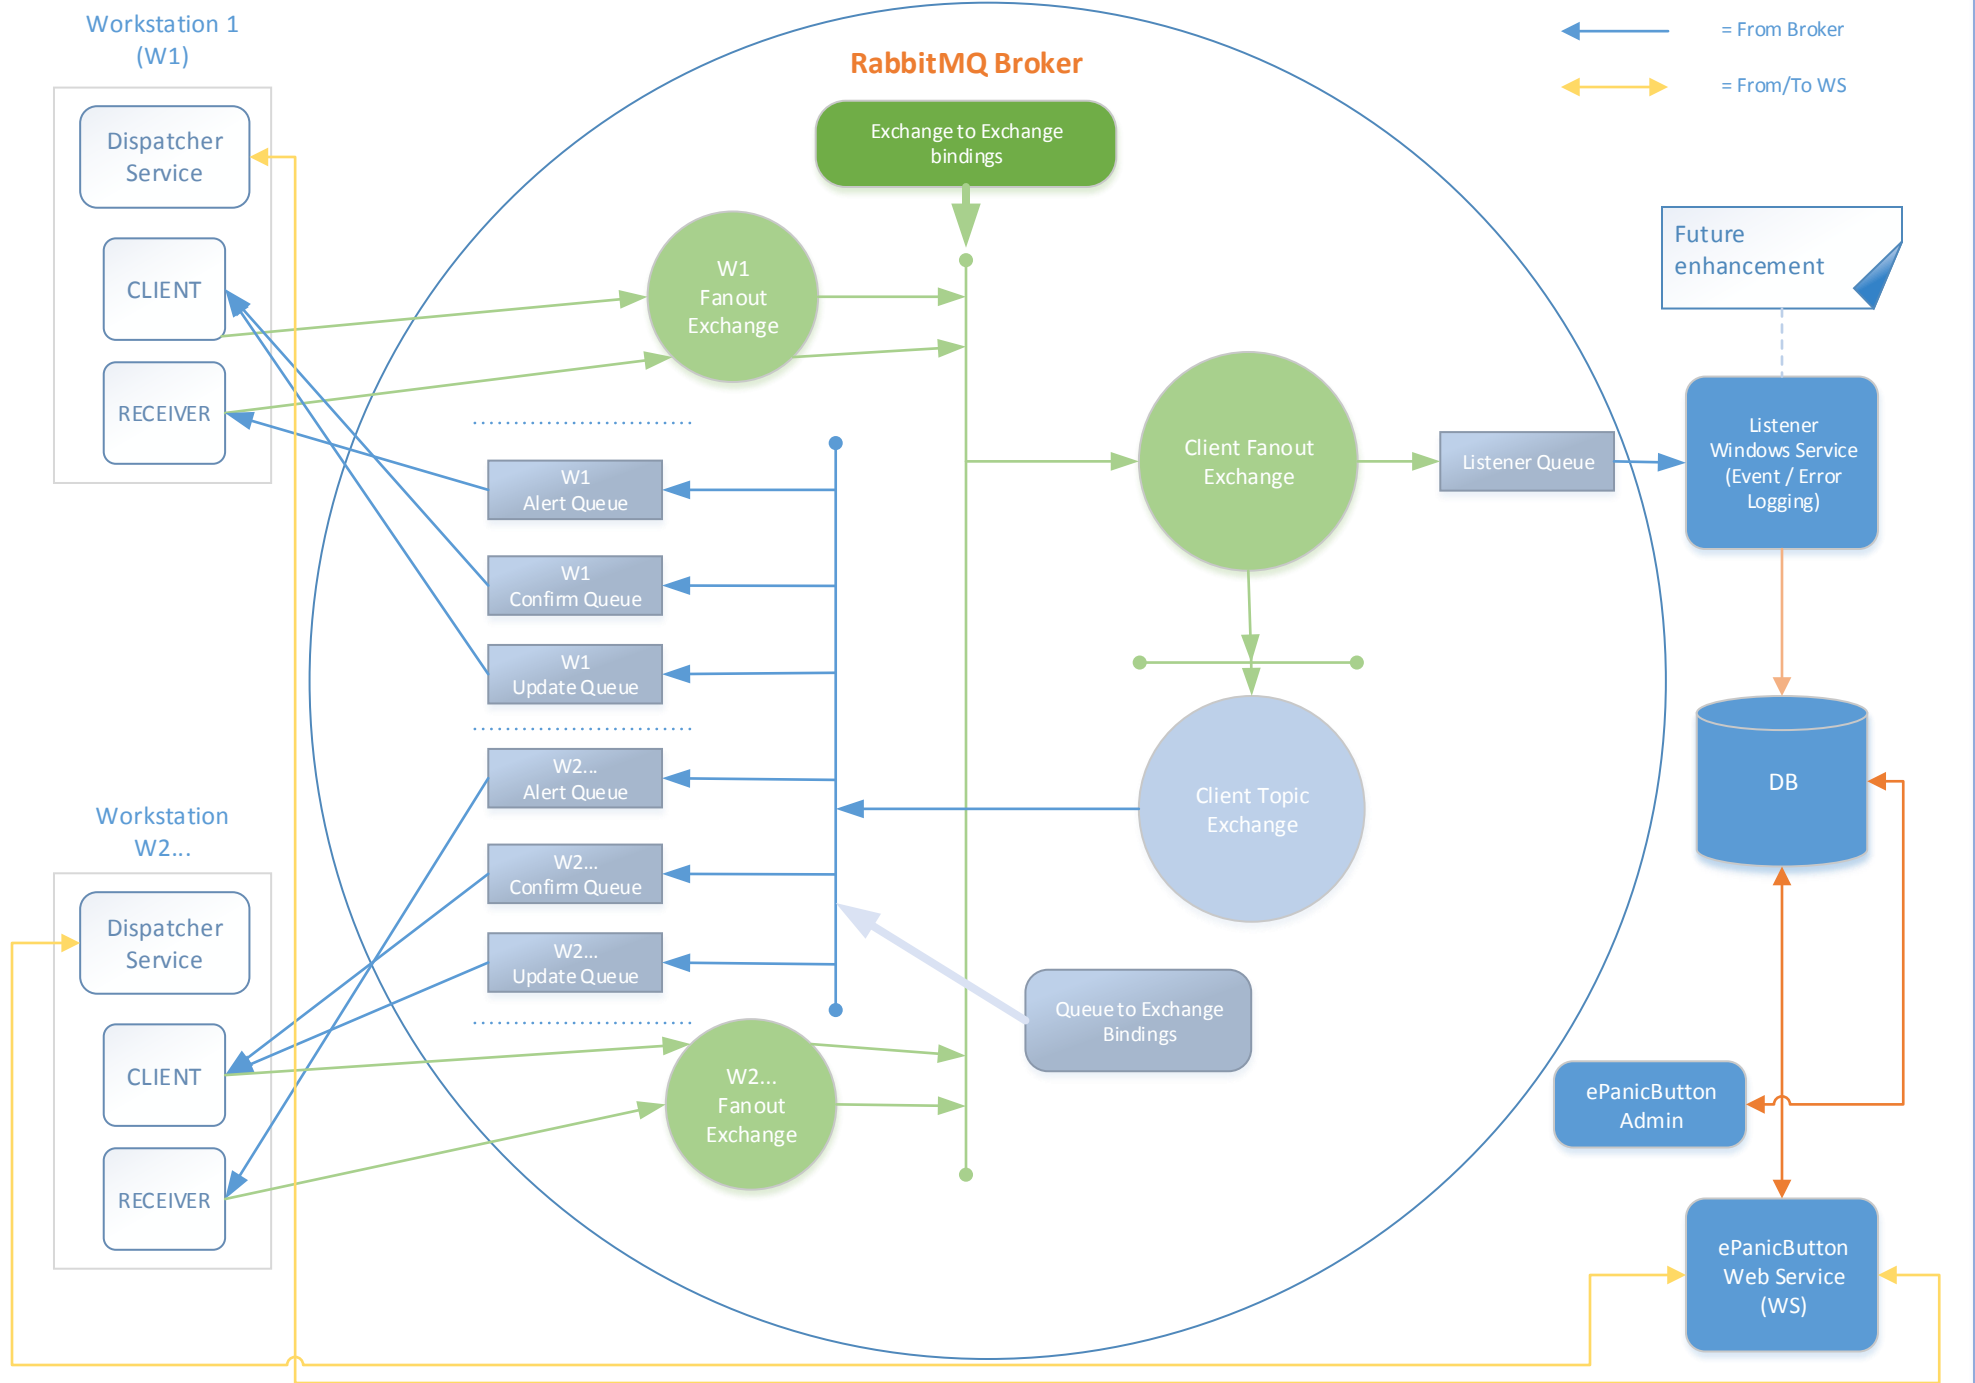 Workstation 1
(W1)
Dispatcher
Service
CLIENT
RECEIVER
RabbitMQ Broker
Exchange to Exchange
bindings
= From Broker
= From/To WS
Future
enhancement
W1
Fanout
Exchange
Client Fanout
Exchange
Listener Queue
Listener
Windows Service
(Event / Error
Logging)
W1
Alert Queue
W1
Confirm Queue
W1
Update Queue
W2...
Alert Queue
W2...
Confirm Queue
W2...
Update Queue
Client Topic
Exchange
DB
Queue to Exchange
Bindings
Workstation
W2...
Dispatcher
Service
CLIENT
RECEIVER
W2...
Fanout
Exchange
ePanicButton
Admin
ePanicButton
Web Service
(WS)